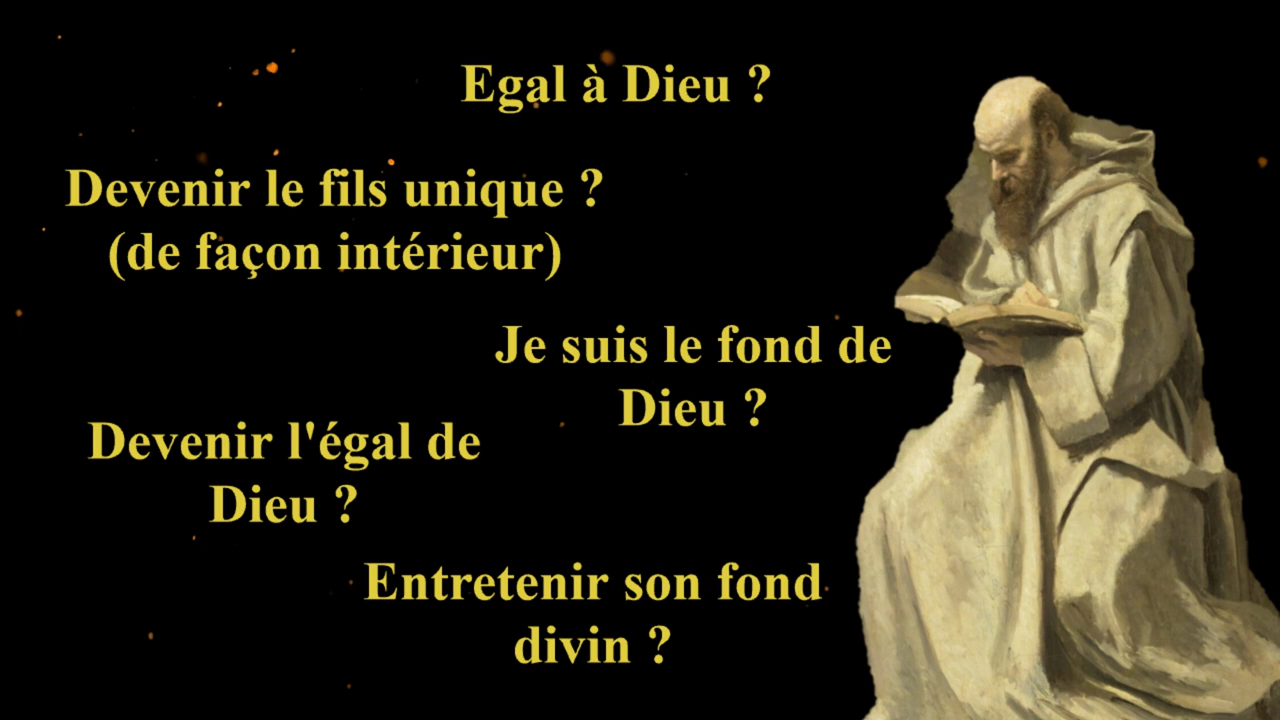 Egal à Dieu ?
Devenir le fils unique ?
(de façon intérieur)
Je suis le fond de
Dieu ?
Devenir l'égal de
Dieu ?
Entretenir son fond
divin ?